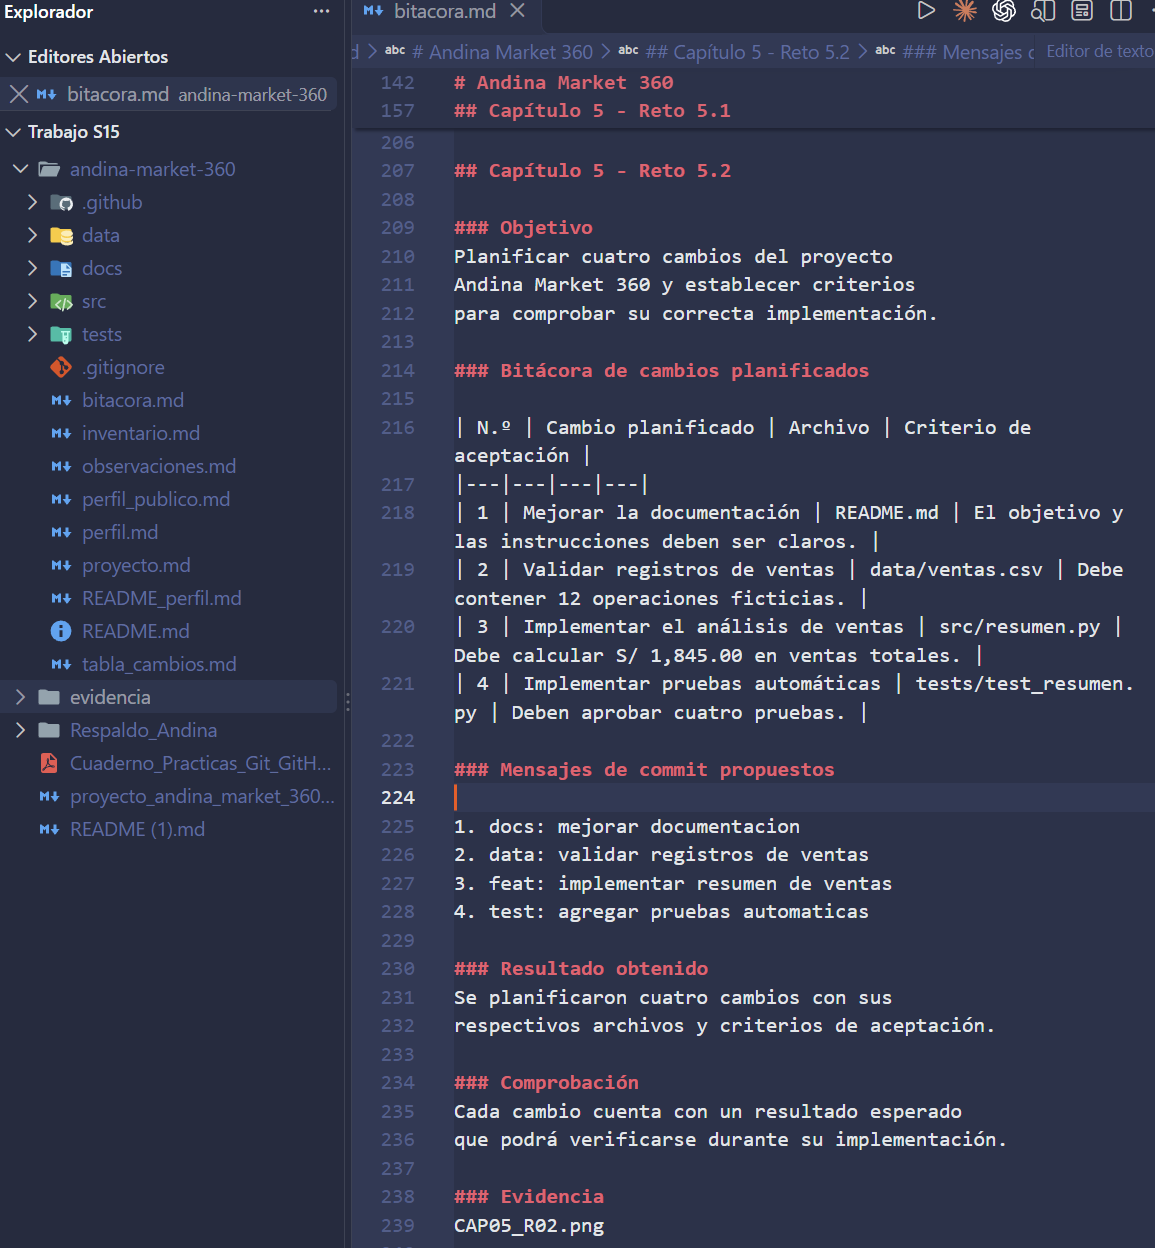 Explorador
Editores Abiertos
bitacora.md andina-market-360
Trabajo S15
andina-market-360
.github
data
docs
src
tests
.gitignore
bitacora.md
inventario.md
observaciones.md
perfil_publico.md
perfil.md
proyecto.md
README_perfil.md
README.md
tabla_cambios.md
evidencia
Respaldo_Andina
Cuaderno_Practicas_Git_GitH...
proyecto_andina_market_360...
README (1).md
bitacora.md
d > abc # Andina Market 360 > abc ## Capítulo 5 - Reto 5.2 > abc ### Mensajes c Editor de texto
142 # Andina Market 360
157 ## Capítulo 5 - Reto 5.1
206
207 ## Capítulo 5 - Reto 5.2
208
209 ### Objetivo
210 Planificar cuatro cambios del proyecto
211 Andina Market 360 y establecer criterios
212 para comprobar su correcta implementación.
213
214 ### Bitácora de cambios planificados
215
216 | N.º | Cambio planificado | Archivo | Criterio de
aceptación |
217 |---|---|---|---|
218 | 1 | Mejorar la documentación | README.md | El objetivo y
las instrucciones deben ser claros. |
219 | 2 | Validar registros de ventas | data/ventas.csv | Debe
contener 12 operaciones ficticias. |
220 | 3 | Implementar el análisis de ventas | src/resumen.py |
Debe calcular S/ 1,845.00 en ventas totales. |
221 | 4 | Implementar pruebas automáticas | tests/test_resumen.
py | Deben aprobar cuatro pruebas. |
222
223 ### Mensajes de commit propuestos
224
225 1. docs: mejorar documentacion
226 2. data: validar registros de ventas
227 3. feat: implementar resumen de ventas
228 4. test: agregar pruebas automaticas
229
230 ### Resultado obtenido
231 Se planificaron cuatro cambios con sus
232 respectivos archivos y criterios de aceptación.
233
234 ### Comprobación
235 Cada cambio cuenta con un resultado esperado
236 que podrá verificarse durante su implementación.
237
238 ### Evidencia
239 CAP05_R02.png